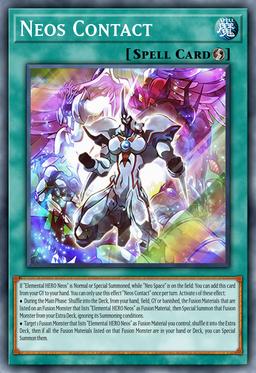 Neos Contact
[Spell Card]
If "Elemental HERO Neos" is Normal or Special Summoned, while "Neo Space" is on the field: You can add this card
from your GY to your hand. You can only use this effect "Neos Contact" once per turn. Activate 1 of these effect;
● During the Main Phase: Shuffle into the Deck, from your hand, field, GY or banished, the Fusion Materials that are
listed on an Fusion Monster that lists "Elemental HERO Neos" as Fusion Material, then Special Summon that Fusion
Monster from your Extra Deck, ignoring its Summoning conditions.
● Target 1 Fusion Monster that lists "Elemental HERO Neos" as Fusion Material you control; shuffle it into the Extra
Deck, then if all the Fusion Materials listed on that Fusion Monster are in your hand or Deck, you can Special
Summon them.